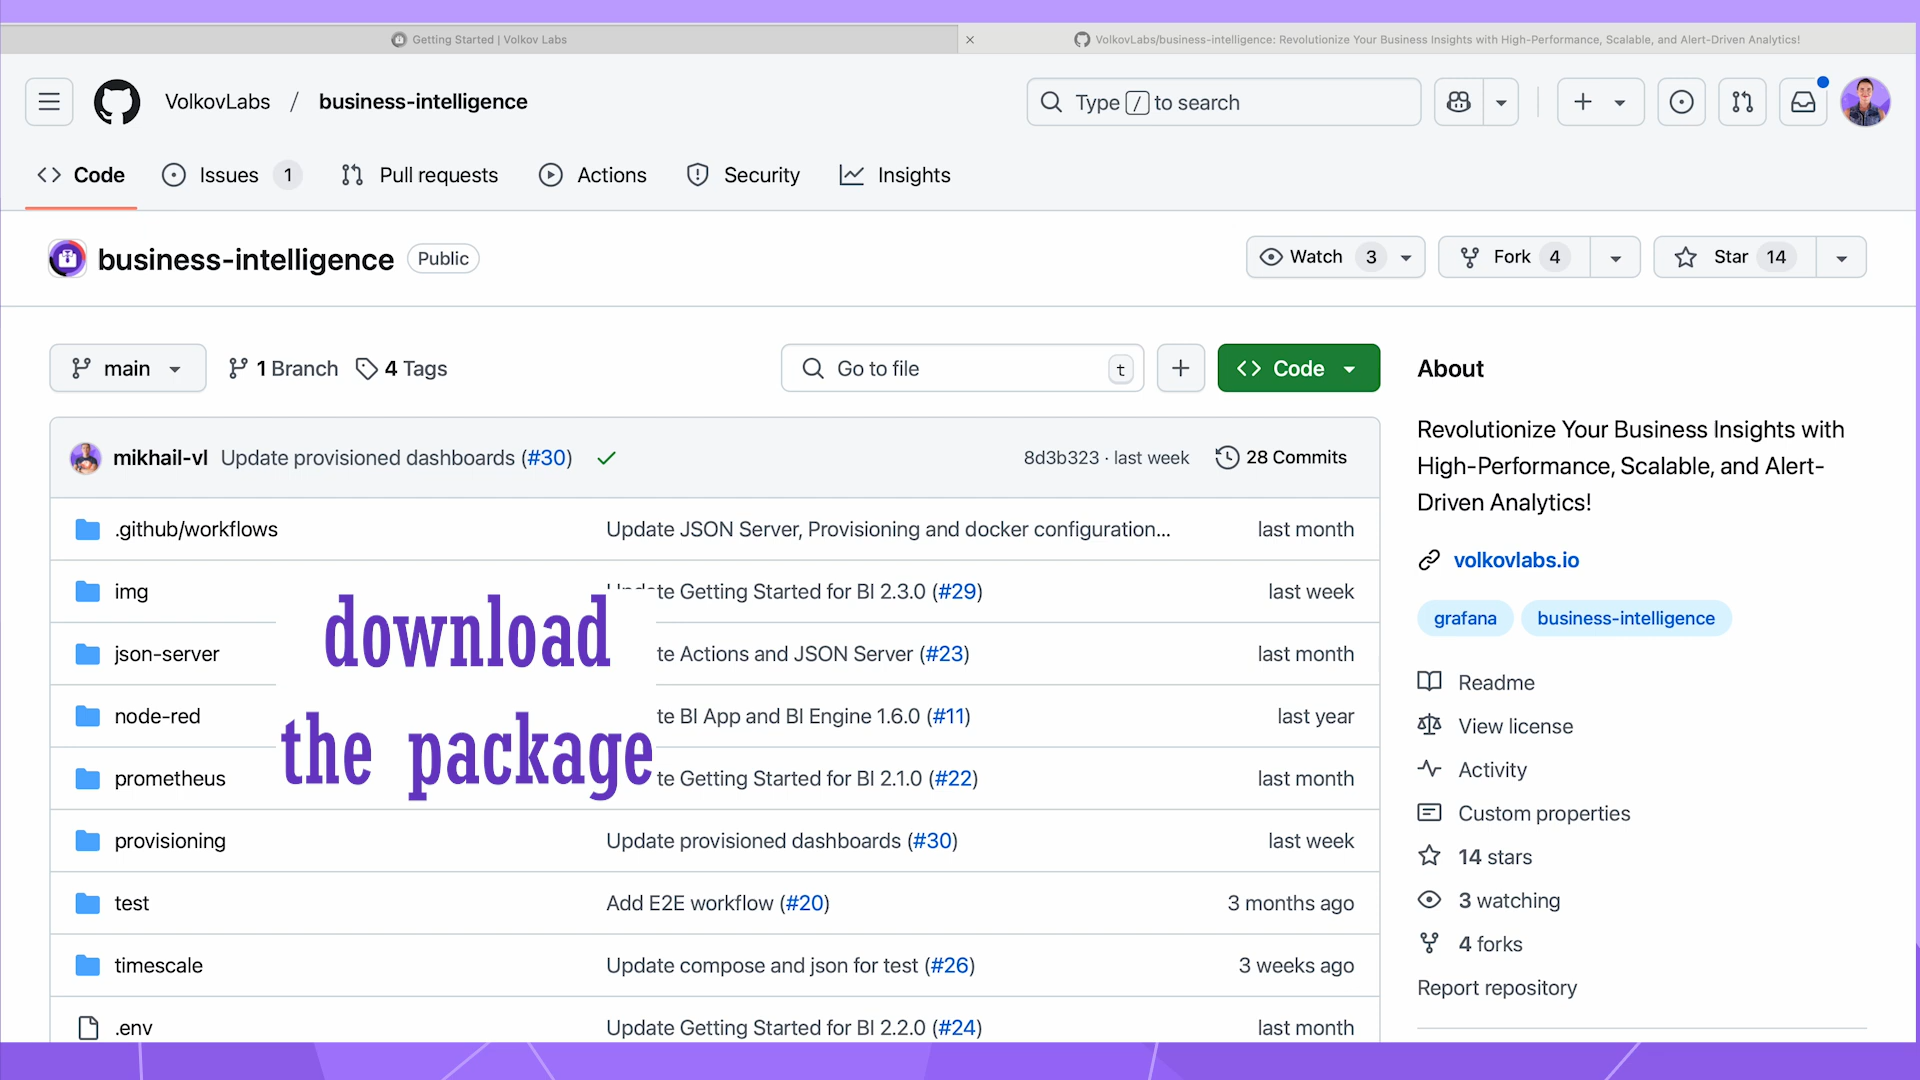 Getting Started | Volkov Labs
VolkovLabs/business-intelligence: Revolutionize Your Business Insights with High-Performance, Scalable, and Alert-Driven Analytics!
VolkovLabs / business-intelligence
Type / to search
Code
Issues 1
Pull requests
Actions
Security
Insights
business-intelligence Public
Watch 3
Fork 4
Star 14
main
1 Branch
4 Tags
Go to file t
Code
mikhail-vl Update provisioned dashboards (#30) 8d3b323 · last week 28 Commits
.github/workflows Update JSON Server, Provisioning and docker configuration... last month
img te Getting Started for BI 2.3.0 (#29) last week
json-server te Actions and JSON Server (#23) last month
node-red te BI App and BI Engine 1.6.0 (#11) last year
prometheus te Getting Started for BI 2.1.0 (#22) last month
provisioning Update provisioned dashboards (#30) last week
test Add E2E workflow (#20) 3 months ago
timescale Update compose and json for test (#26) 3 weeks ago
.env Update Getting Started for BI 2.2.0 (#24) last month
download
the package
About
Revolutionize Your Business Insights with
High-Performance, Scalable, and Alert-
Driven Analytics!
volkovlabs.io
grafana business-intelligence
Readme
View license
Activity
Custom properties
14 stars
3 watching
4 forks
Report repository